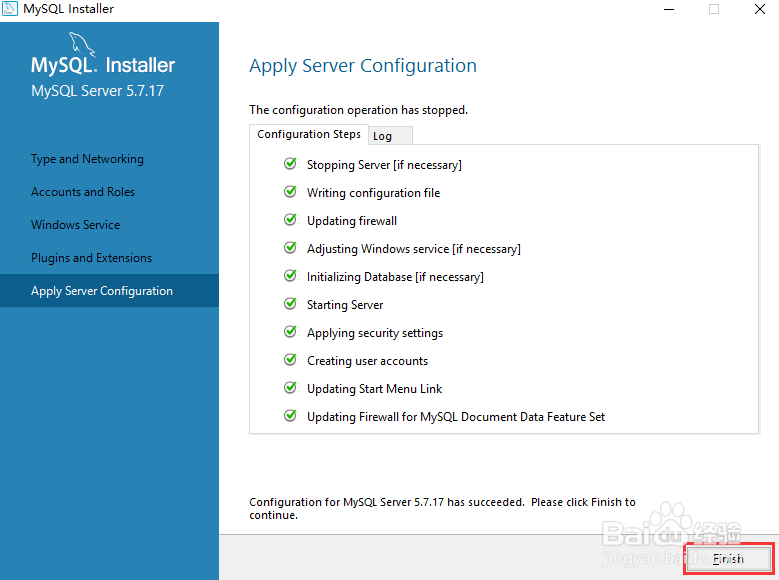 MySQL Installer
MySQL. Installer
MySQL Server 5.7.17
Type and Networking
Accounts and Roles
Windows Service
Plugins and Extensions
Apply Server Configuration
Apply Server Configuration
The configuration operation has stopped.
Configuration Steps
Log
Stopping Server [if necessary]
Writing configuration file
Updating firewall
Adjusting Windows service [if necessary]
Initializing Database [if necessary]
Starting Server
Applying security settings
Creating user accounts
Updating Start Menu Link
Updating Firewall for MySQL Document Data Feature Set
Configuration for MySQL Server 5.7.17 has succeeded. Please click Finish to
continue.
Baidu 经验
Finish